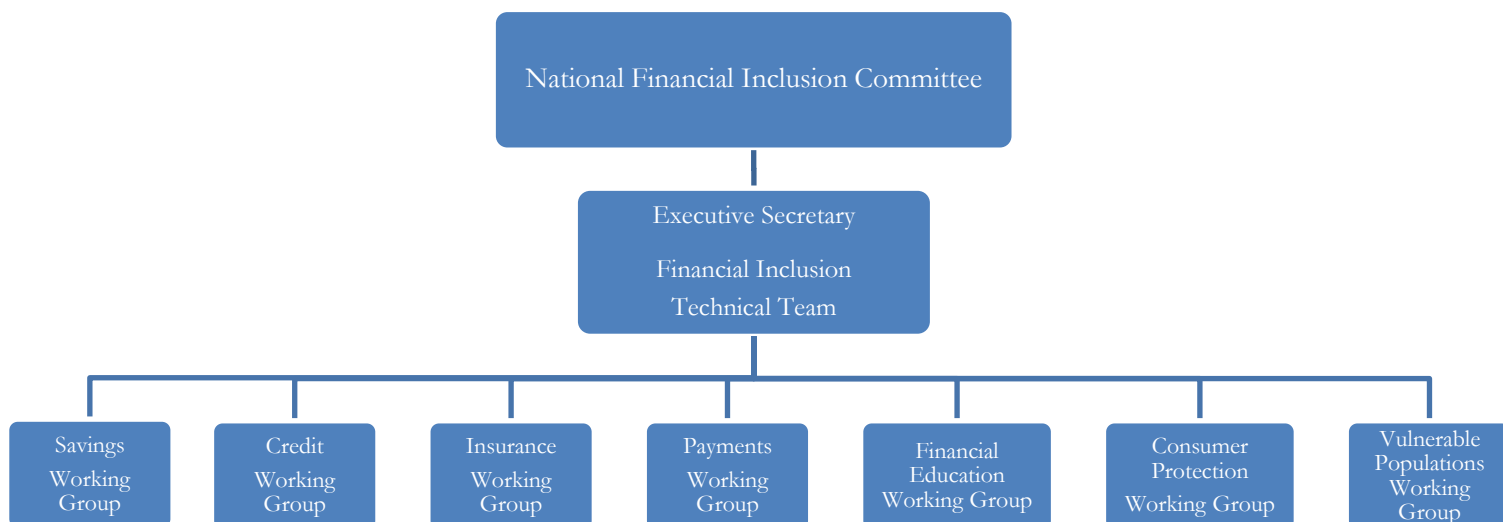 National Financial Inclusion Committee
Executive Secretary
Financial Inclusion
Technical Team
Savings
Working
Group
Credit
Working
Group
Insurance
Working
Group
Payments
Working
Group
Financial
Education
Working Group
Consumer
Protection
Working Group
Vulnerable
Populations
Working
Group